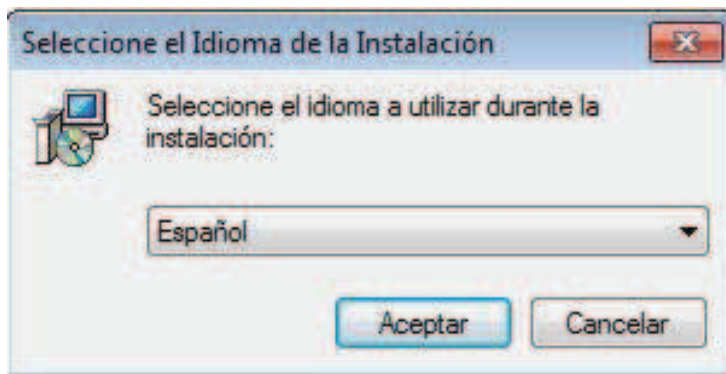 Seleccione el Idioma de la Instalación
Seleccione el idioma a utilizar durante la
instalación:
Español
Aceptar
Cancelar